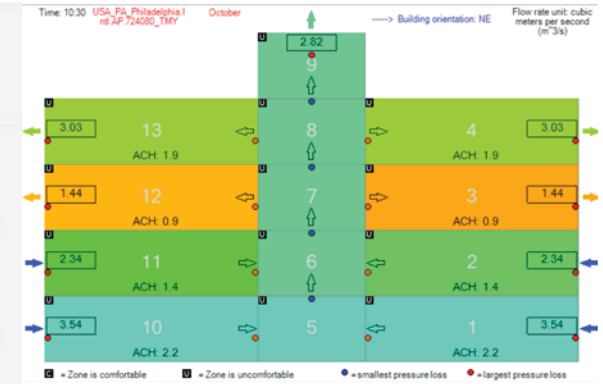 Time: 10:30 USA_PA_Philadelphia.I October -----> Building orientation: NE Flow rate unit: cubic
ntl.AP.724080_TMY meters per second
(m^3/s)
U 2.82
9
U U U
3.03 13 8 4 3.03
ACH: 1.9 ACH: 1.9
U U U
1.44 12 7 3 1.44
ACH: 0.9 ACH: 0.9
U U U
2.34 11 6 2 2.34
ACH: 1.4 ACH: 1.4
U U U
3.54 10 5 1 3.54
ACH: 2.2 ACH: 2.2
C = Zone is comfortable U = Zone is uncomfortable =smallest pressure loss =largest pressure loss